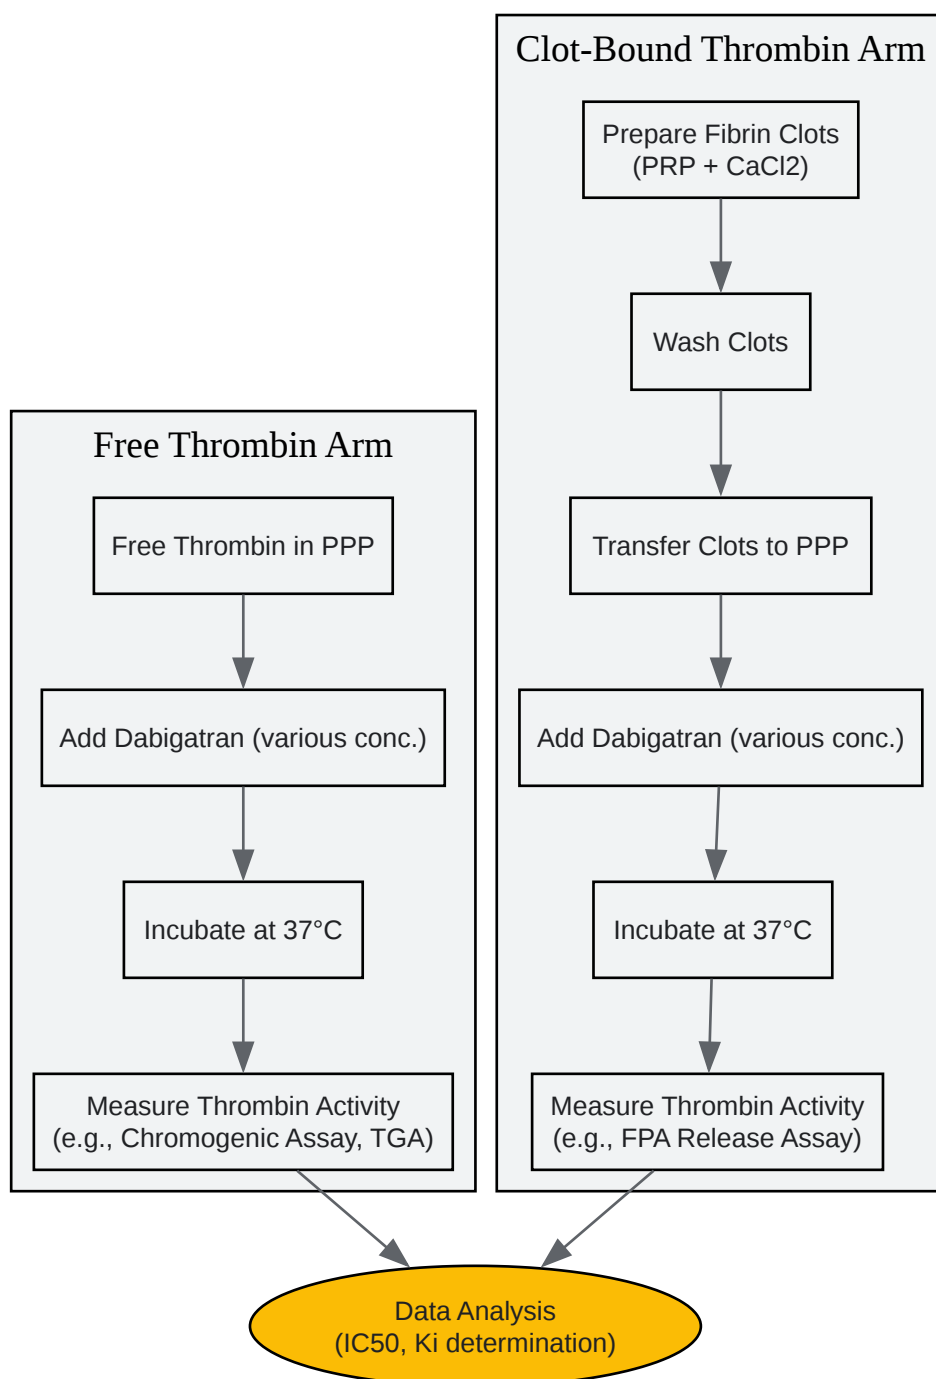 Clot-Bound Thrombin Arm
Prepare Fibrin Clots
(PRP + CaCl2)
Wash Clots
Transfer Clots to PPP
Add Dabigatran (various conc.)
Incubate at 37°C
Measure Thrombin Activity
(e.g., FPA Release Assay)
Free Thrombin Arm
Free Thrombin in PPP
Add Dabigatran (various conc.)
Incubate at 37°C
Measure Thrombin Activity
(e.g., Chromogenic Assay, TGA)
Data Analysis
(IC50, Ki determination)